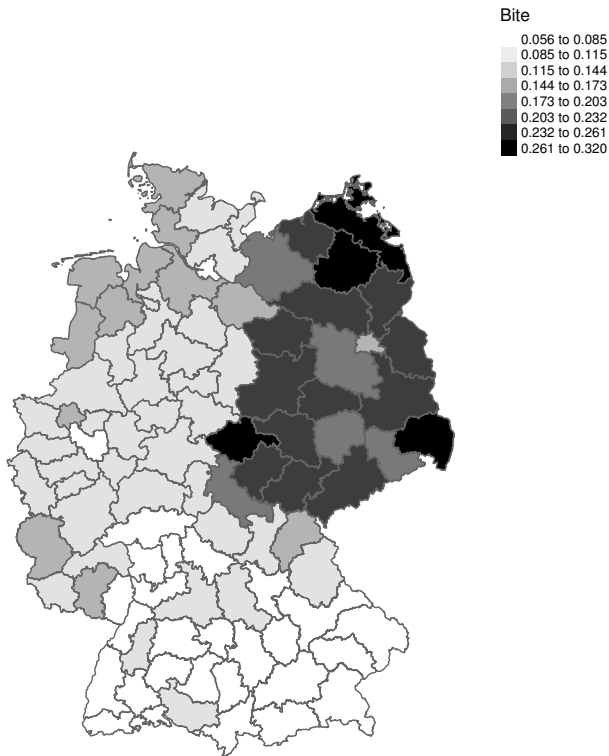 Bite
0.056 to 0.085
0.085 to 0.115
0.115 to 0.144
0.144 to 0.173
0.173 to 0.203
0.203 to 0.232
0.232 to 0.261
0.261 to 0.320